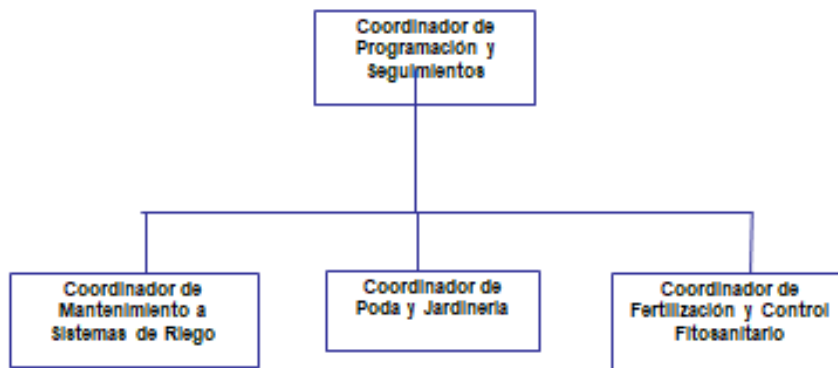 Coordinador de
Programación y
Seguimientos
Coordinador de
Mantenimiento a
Sistemas de Riego
Coordinador de
Poda y Jardineria
Coordinador de
Fertilización y Control
Fitosanitario